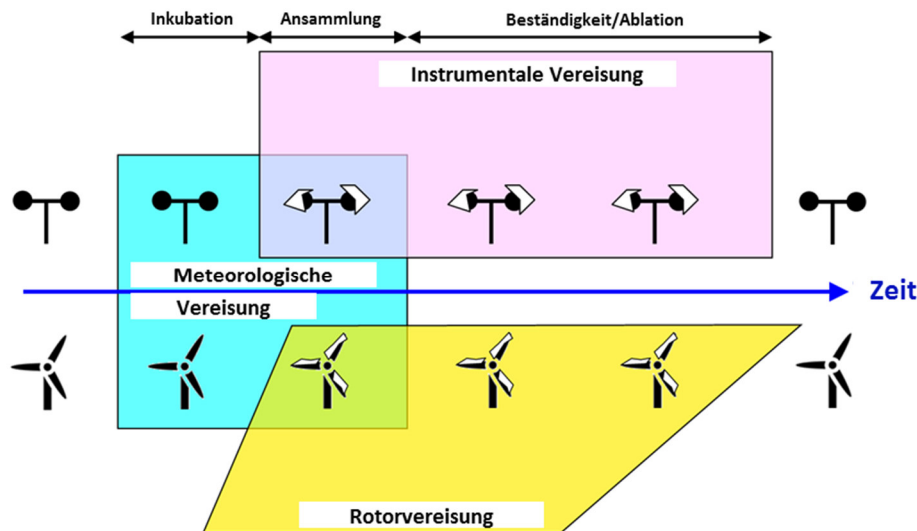 Inkubation
Ansammlung
Beständigkeit/Ablation
Instrumentale Vereisung
Meteorologische
Vereisung
Zeit
Rotorvereisung